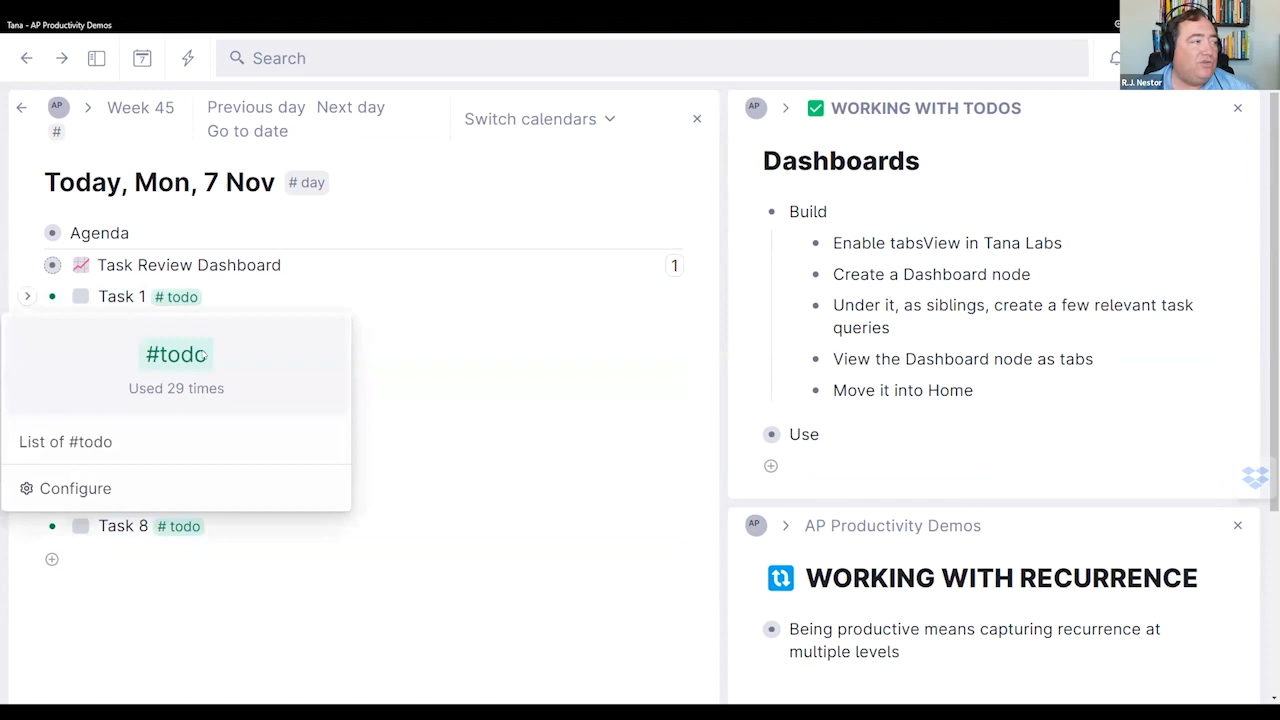 Tana - AP Productivity Demos
7
Search
R.J. Nestor
AP
Week 45
Previous day Next day
#
Go to date
Switch calendars
Today, Mon, 7 Nov # day
Agenda
Task Review Dashboard
1
Task 1 # todo
#todo
Used 29 times
List of #todo
Configure
Task 8 # todo
AP
WORKING WITH TODOS
Dashboards
Build
Enable tabsView in Tana Labs
Create a Dashboard node
Under it, as siblings, create a few relevant task
queries
View the Dashboard node as tabs
Move it into Home
Use
AP
AP Productivity Demos
WORKING WITH RECURRENCE
Being productive means capturing recurrence at
multiple levels